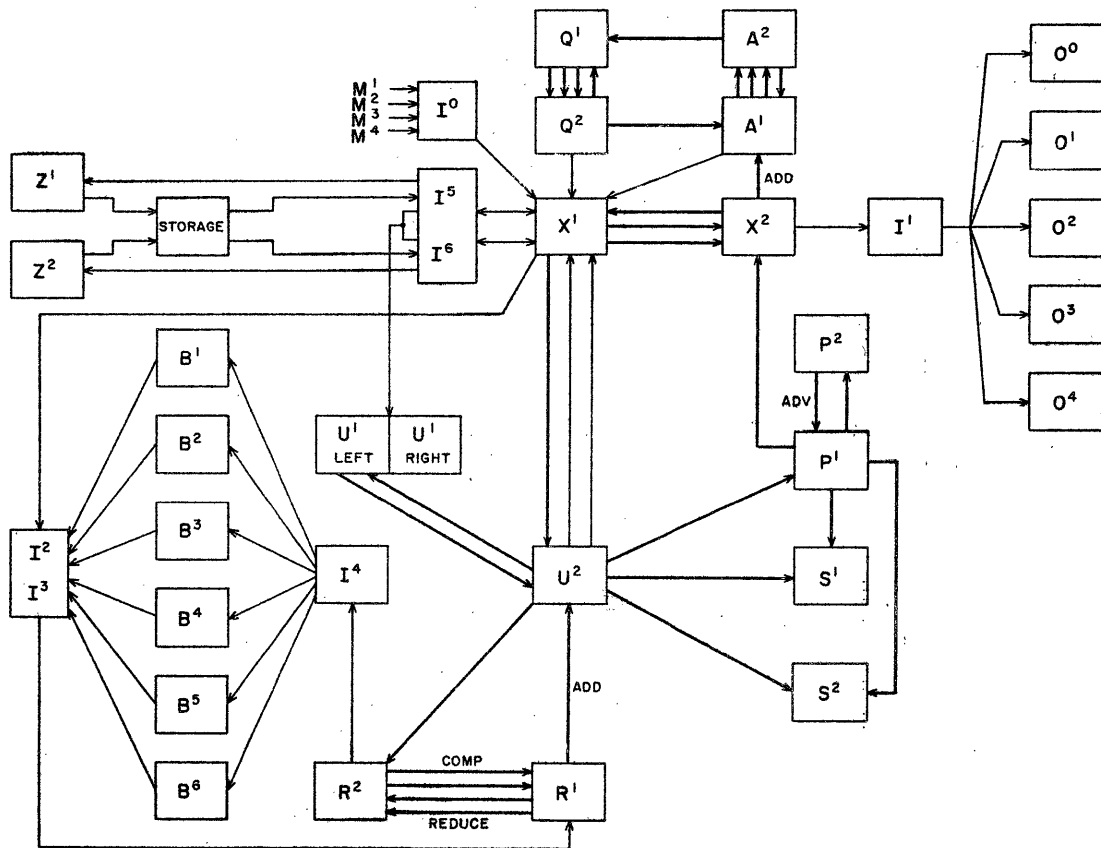 Q¹
A²
O⁰
M¹
M²
M³
M⁴
I⁰
Q²
A¹
O¹
Z¹
ADD
I⁵
STORAGE
X¹
X²
I¹
O²
I⁶
Z²
O³
B¹
P²
ADV
O⁴
B²
U¹
LEFT
U¹
RIGHT
P¹
B³
I²
I³
I⁴
U²
S¹
B⁴
B⁵
ADD
S²
COMP
B⁶
R²
R¹
REDUCE